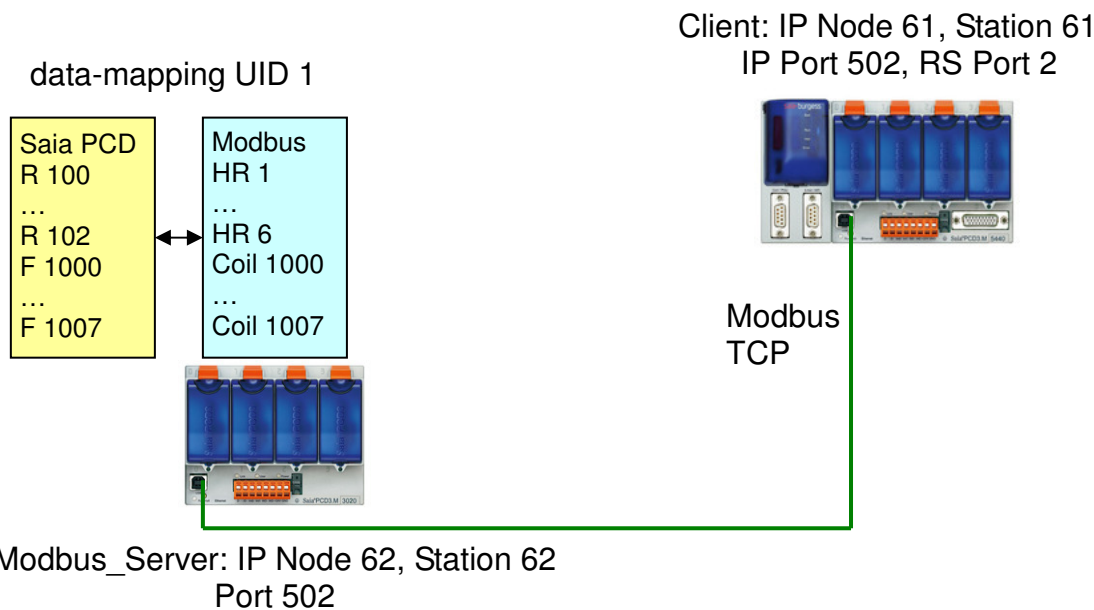 Client: IP Node 61, Station 61
IP Port 502, RS Port 2
data-mapping UID 1
Saia PCD
R 100
…
R 102
F 1000
…
F 1007
Modbus
HR 1
…
HR 6
Coil 1000
…
Coil 1007
Modbus
TCP
Modbus_Server: IP Node 62, Station 62
Port 502